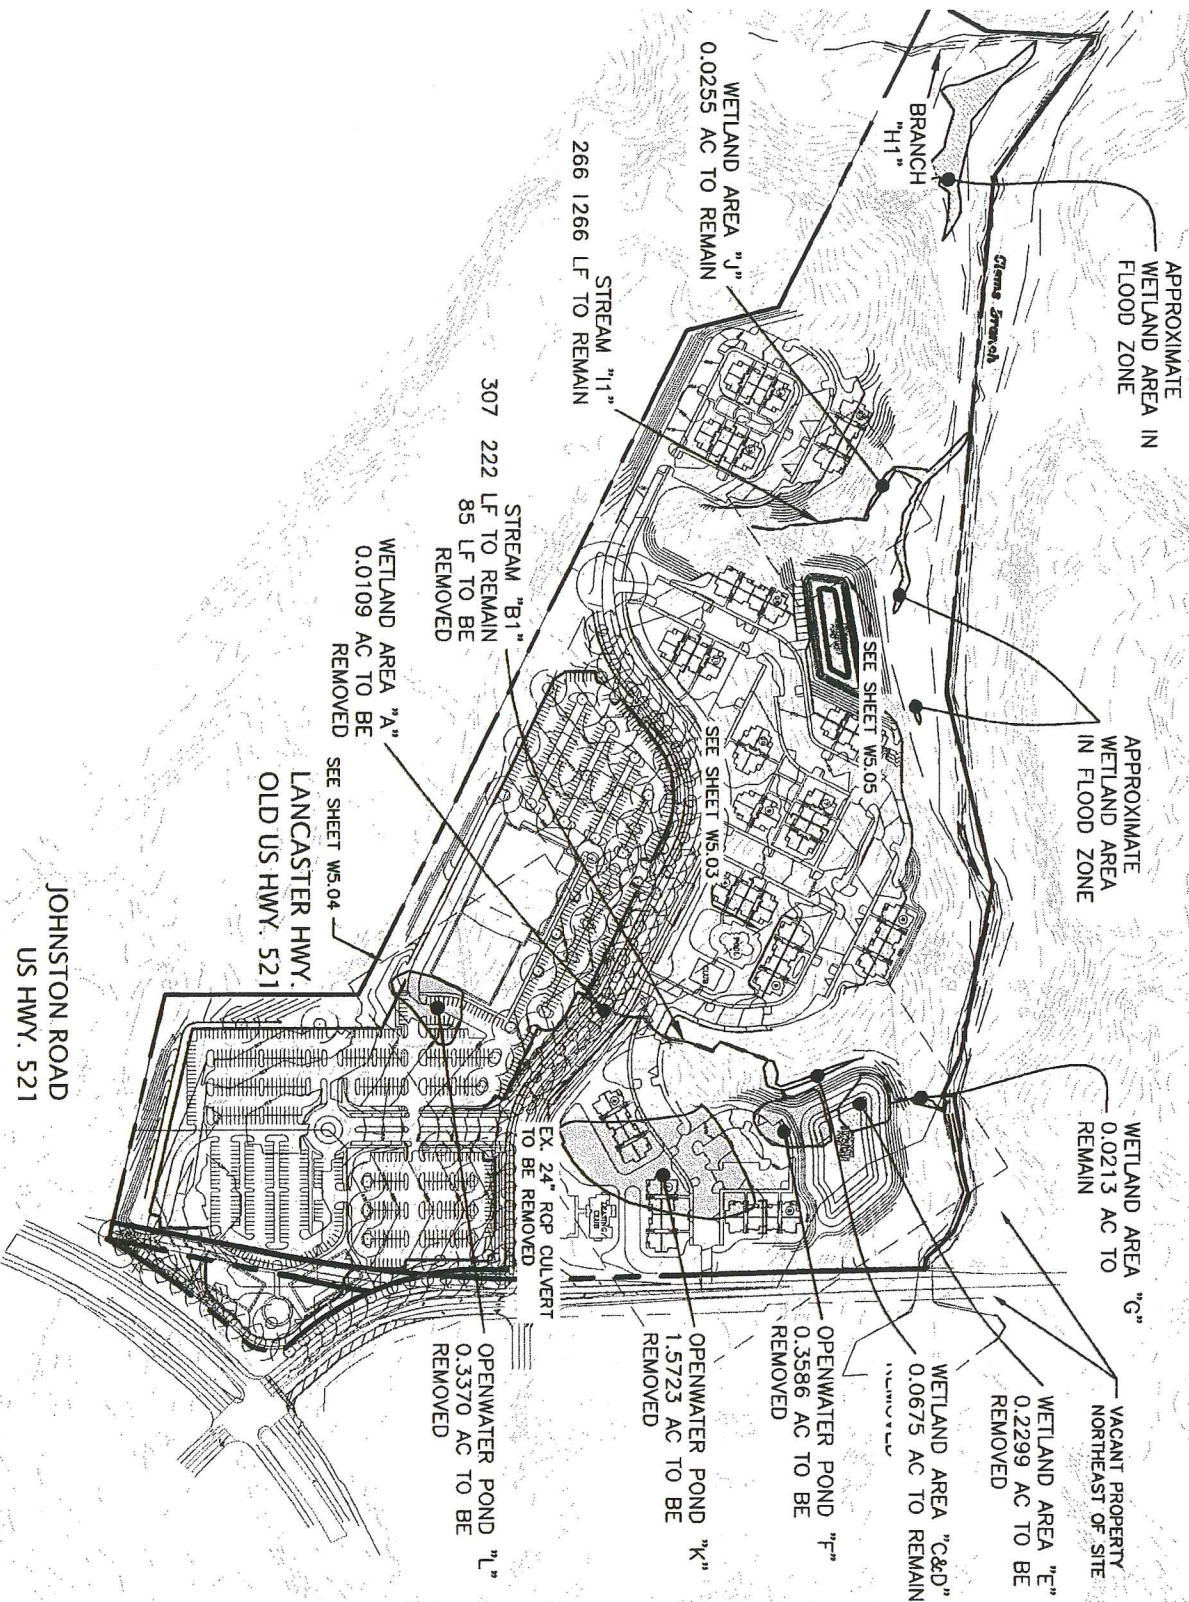 APPROXIMATE
WETLAND AREA IN
FLOOD ZONE
BRANCH
"H1"
WETLAND AREA "J"
0.0255 AC TO REMAIN
STREAM "I1"
266 1266 LF TO REMAIN
STREAM "B1"
307 222 LF TO REMAIN
85 LF TO BE
REMOVED
WETLAND AREA "A"
0.0109 AC TO BE
REMOVED
SEE SHEET W5.04
LANCASTER HWY.
OLD US HWY. 521
JOHNSTON ROAD
US HWY. 521
Clems Branch
APPROXIMATE
WETLAND AREA
IN FLOOD ZONE
SEE SHEET W5.05
SEE SHEET W5.03
POOL
CLUB
WETLAND AREA "G"
0.0213 AC TO
REMAIN
VACANT PROPERTY
NORTHEAST OF SITE
WETLAND AREA "E"
0.2299 AC TO BE
REMOVED
WETLAND AREA "C&D"
0.0675 AC TO REMAIN
OPENWATER POND "F"
0.3586 AC TO BE
REMOVED
OPENWATER POND "K"
1.5723 AC TO BE
REMOVED
EX. 24" RCP CULVERT
TO BE REMOVED
OPENWATER POND "L"
0.3370 AC TO BE
REMOVED